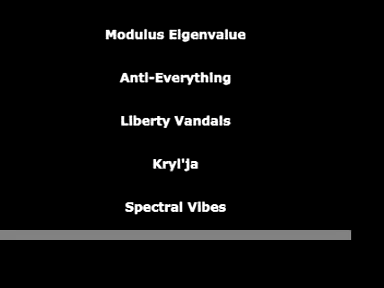 Modulus Eigenvalue
Anti-Everything
Liberty Vandals
Kryl'ja
Spectral Vibes